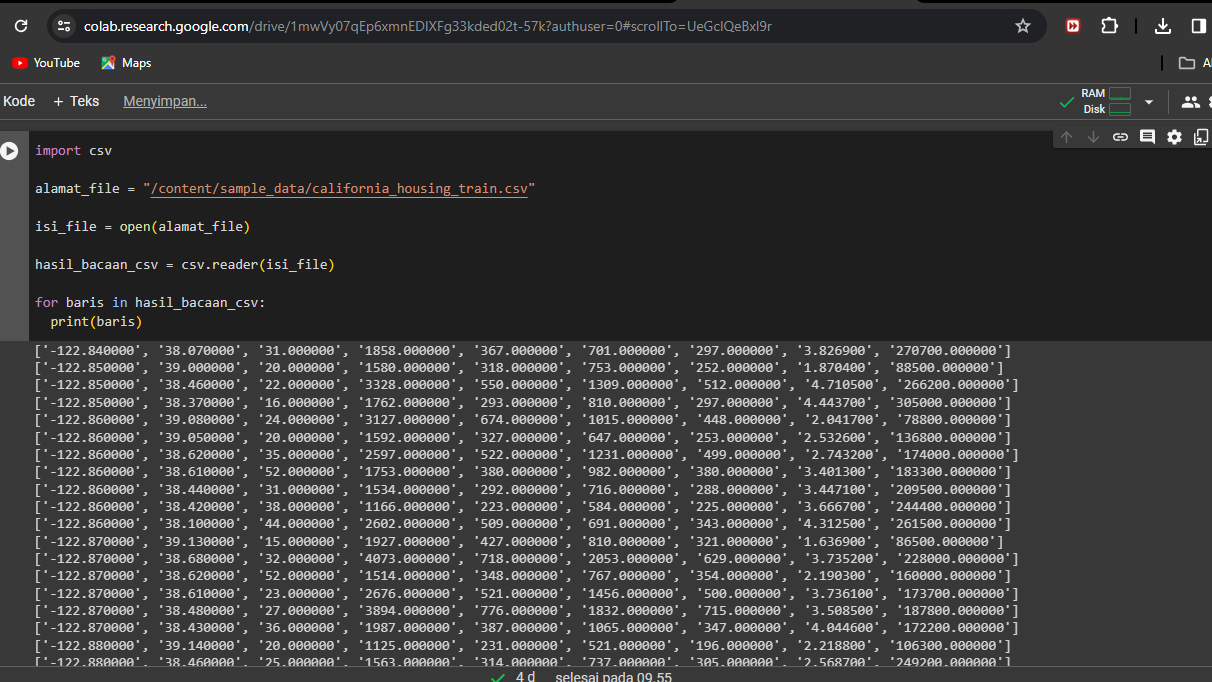 colab.research.google.com/drive/1mwVy07qEp6xmnEDIXFg33kded02t-57k?authuser=0#scrollTo=UeGclQeBxl9r
YouTube Maps
Kode + Teks Menyimpan... RAM
Disk
import csv
alamat_file = "/content/sample_data/california_housing_train.csv"
isi_file = open(alamat_file)
hasil_bacaan_csv = csv.reader(isi_file)
for baris in hasil_bacaan_csv:
print(baris)
['-122.840000', '38.070000', '31.000000', '1858.000000', '367.000000', '701.000000', '297.000000', '3.826900', '270700.000000']
['-122.850000', '39.000000', '20.000000', '1580.000000', '318.000000', '753.000000', '252.000000', '1.870400', '88500.000000']
['-122.850000', '38.460000', '22.000000', '3328.000000', '550.000000', '1309.000000', '512.000000', '4.710500', '266200.000000']
['-122.850000', '38.370000', '16.000000', '1762.000000', '293.000000', '810.000000', '297.000000', '4.443700', '305000.000000']
['-122.860000', '39.080000', '24.000000', '3127.000000', '674.000000', '1015.000000', '448.000000', '2.041700', '78800.000000']
['-122.860000', '39.050000', '20.000000', '1592.000000', '327.000000', '647.000000', '253.000000', '2.532600', '136800.000000']
['-122.860000', '38.620000', '35.000000', '2597.000000', '522.000000', '1231.000000', '499.000000', '2.743200', '174000.000000']
['-122.860000', '38.610000', '52.000000', '1753.000000', '380.000000', '982.000000', '380.000000', '3.401300', '183300.000000']
['-122.860000', '38.440000', '31.000000', '1534.000000', '292.000000', '716.000000', '288.000000', '3.447100', '209500.000000']
['-122.860000', '38.420000', '38.000000', '1166.000000', '223.000000', '584.000000', '225.000000', '3.666700', '244400.000000']
['-122.860000', '38.100000', '44.000000', '2602.000000', '509.000000', '691.000000', '343.000000', '4.312500', '261500.000000']
['-122.870000', '39.130000', '15.000000', '1927.000000', '427.000000', '810.000000', '321.000000', '1.636900', '86500.000000']
['-122.870000', '38.680000', '32.000000', '4073.000000', '718.000000', '2053.000000', '629.000000', '3.735200', '228000.000000']
['-122.870000', '38.620000', '52.000000', '1514.000000', '348.000000', '767.000000', '354.000000', '2.190300', '160000.000000']
['-122.870000', '38.610000', '23.000000', '2676.000000', '521.000000', '1456.000000', '500.000000', '3.736100', '173700.000000']
['-122.870000', '38.480000', '27.000000', '3894.000000', '776.000000', '1832.000000', '715.000000', '3.508500', '187800.000000']
['-122.870000', '38.430000', '36.000000', '1987.000000', '387.000000', '1065.000000', '347.000000', '4.044600', '172200.000000']
['-122.880000', '39.140000', '20.000000', '1125.000000', '231.000000', '521.000000', '196.000000', '2.218800', '106300.000000']
['-122.880000', '38.460000', '25.000000', '1563.000000', '314.000000', '737.000000', '305.000000', '2.568700', '249200.000000']
4 d selesai pada 09.55